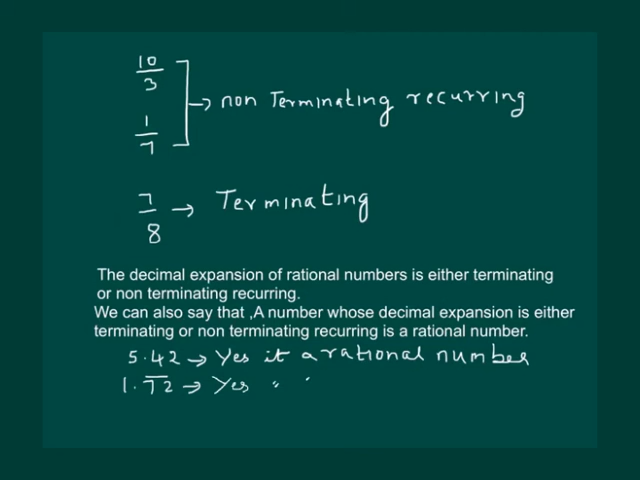 10/3
→ non Terminating recurring
1/7
7/8 → Terminating
The decimal expansion of rational numbers is either terminating
or non terminating recurring.
We can also say that ,A number whose decimal expansion is either
terminating or non terminating recurring is a rational number.
5.42 → Yes it a rational number
1.7̅2 → Yes " "